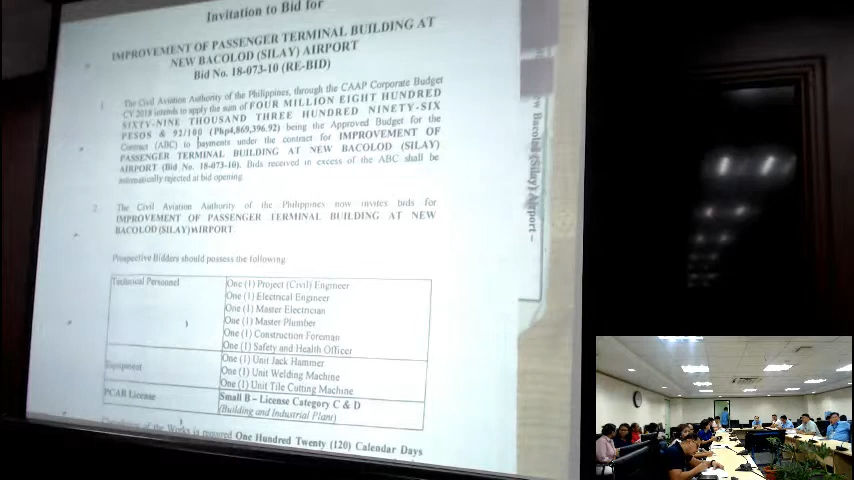 Invitation to Bid for
IMPROVEMENT OF PASSENGER TERMINAL BUILDING AT
NEW BACOLOD (SILAY) AIRPORT
Bid No. 18-073-10 (RE-BID)
1. The Civil Aviation Authority of the Philippines, through the CAAP Corporate Budget
CY 2018 intends to apply the sum of FOUR MILLION EIGHT HUNDRED
SIXTY-NINE THOUSAND THREE HUNDRED NINETY-SIX
PESOS & 92/100 (Php4,869,396.92) being the Approved Budget for the
Contract (ABC) to payments under the contract for IMPROVEMENT OF
PASSENGER TERMINAL BUILDING AT NEW BACOLOD (SILAY)
AIRPORT (Bid No. 18-073-10). Bids received in excess of the ABC shall be
automatically rejected at bid opening.
2. The Civil Aviation Authority of the Philippines now invites bids for
IMPROVEMENT OF PASSENGER TERMINAL BUILDING AT NEW
BACOLOD (SILAY) AIRPORT.
Prospective Bidders should possess the following
Technical Personnel
One (1) Project (Civil) Engineer
One (1) Electrical Engineer
One (1) Master Electrician
One (1) Master Plumber
One (1) Construction Foreman
One (1) Safety and Health Officer
Equipment
One (1) Unit Jack Hammer
One (1) Unit Welding Machine
One (1) Unit Tile Cutting Machine
PCAB License
Small B – License Category C & D
(Building and Industrial Plant)
of the Works is required One Hundred Twenty (120) Calendar Days
w Bacolod (Silay) Airport –